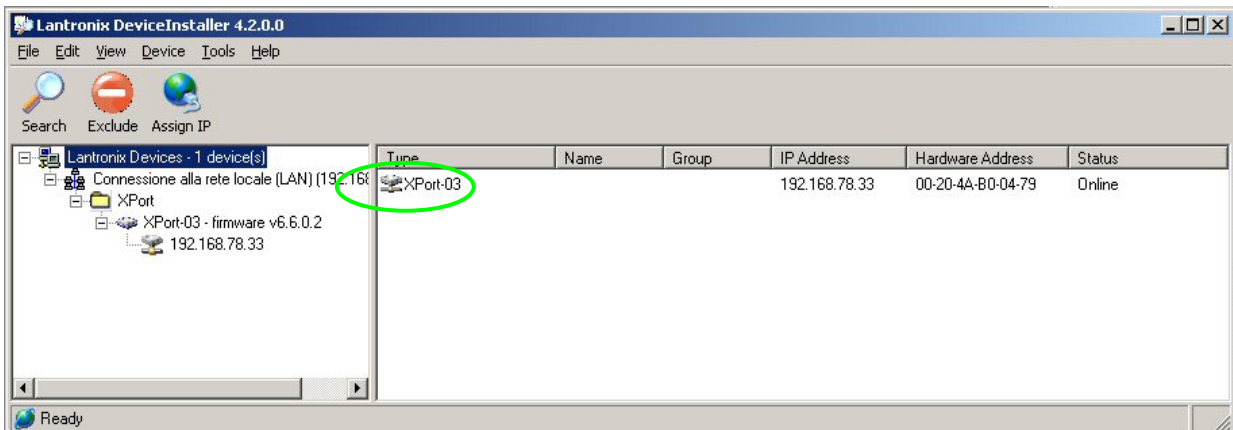 Lantronix DeviceInstaller 4.2.0.0
File Edit View Device Tools Help
Search Exclude Assign IP
Lantronix Devices - 1 device(s)
Connessione alla rete locale (LAN) (192.168
XPort
XPort-03 - firmware v6.6.0.2
192.168.78.33
Type Name Group IP Address Hardware Address Status
XPort-03 192.168.78.33 00-20-4A-B0-04-79 Online
Ready